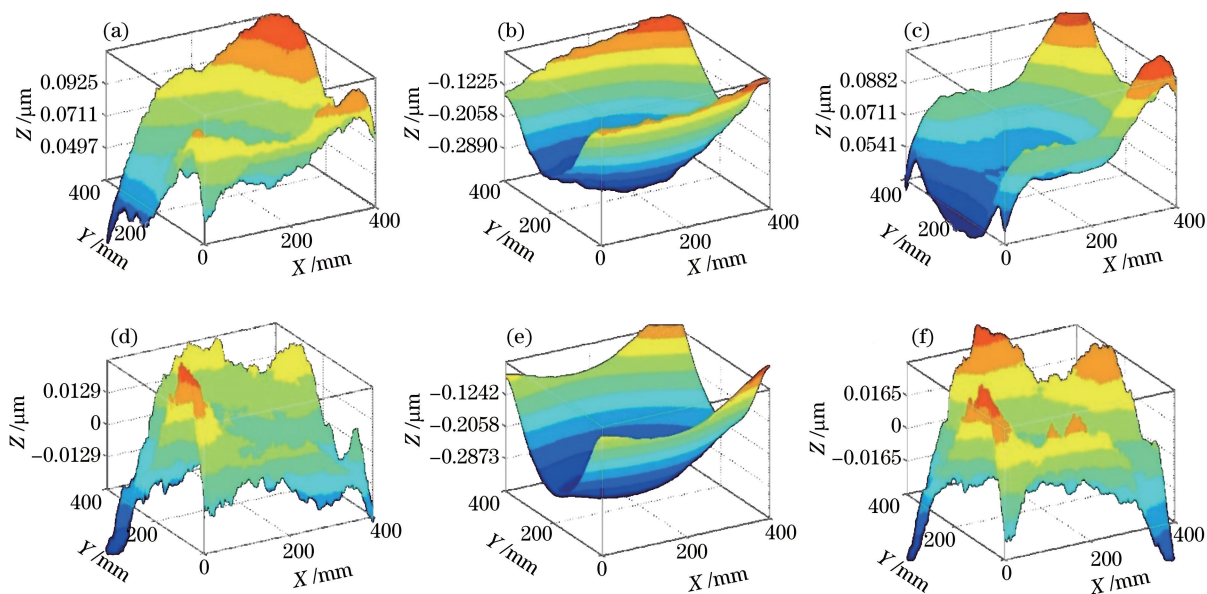 (a)
Z /μm
0.0925
0.0711
0.0497
400
200
0
Y /mm
200
400
X /mm
(b)
Z /μm
−0.1225
−0.2058
−0.2890
400
200
0
Y /mm
200
400
X /mm
(c)
Z /μm
0.0882
0.0711
0.0541
400
200
0
Y /mm
200
400
X /mm
(d)
Z /μm
0.0129
0
−0.0129
400
200
0
Y /mm
200
400
X /mm
(e)
Z /μm
−0.1242
−0.2058
−0.2873
400
200
0
Y /mm
200
400
X /mm
(f)
Z /μm
0.0165
0
−0.0165
400
200
0
Y /mm
200
400
X /mm